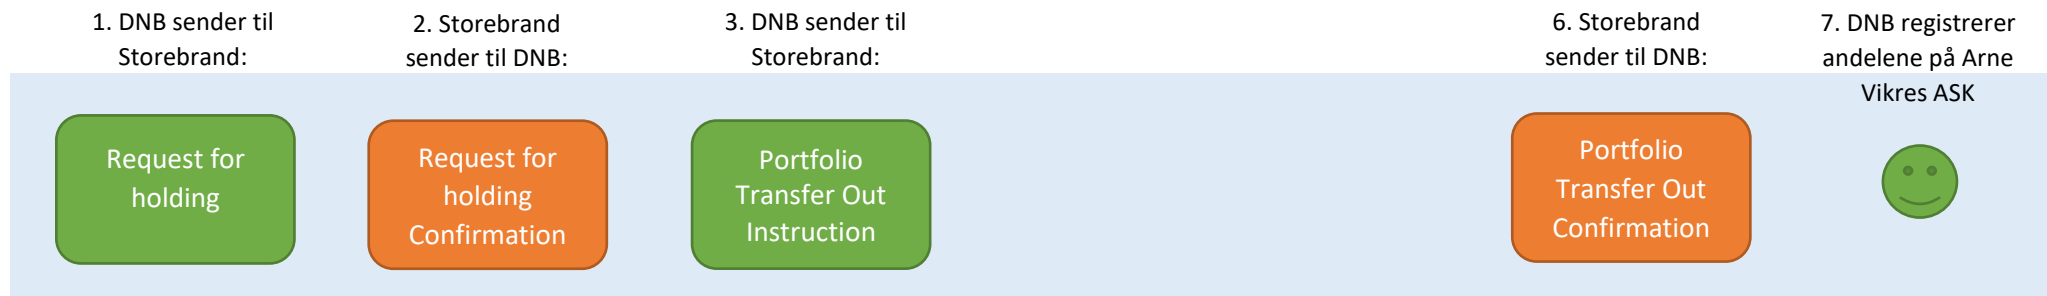 1. DNB sender til
Storebrand:
2. Storebrand
sender til DNB:
3. DNB sender til
Storebrand:
6. Storebrand
sender til DNB:
7. DNB registrerer
andelene på Arne
Vikres ASK
Request for
holding
Request for
holding
Confirmation
Portfolio
Transfer Out
Instruction
Portfolio
Transfer Out
Confirmation